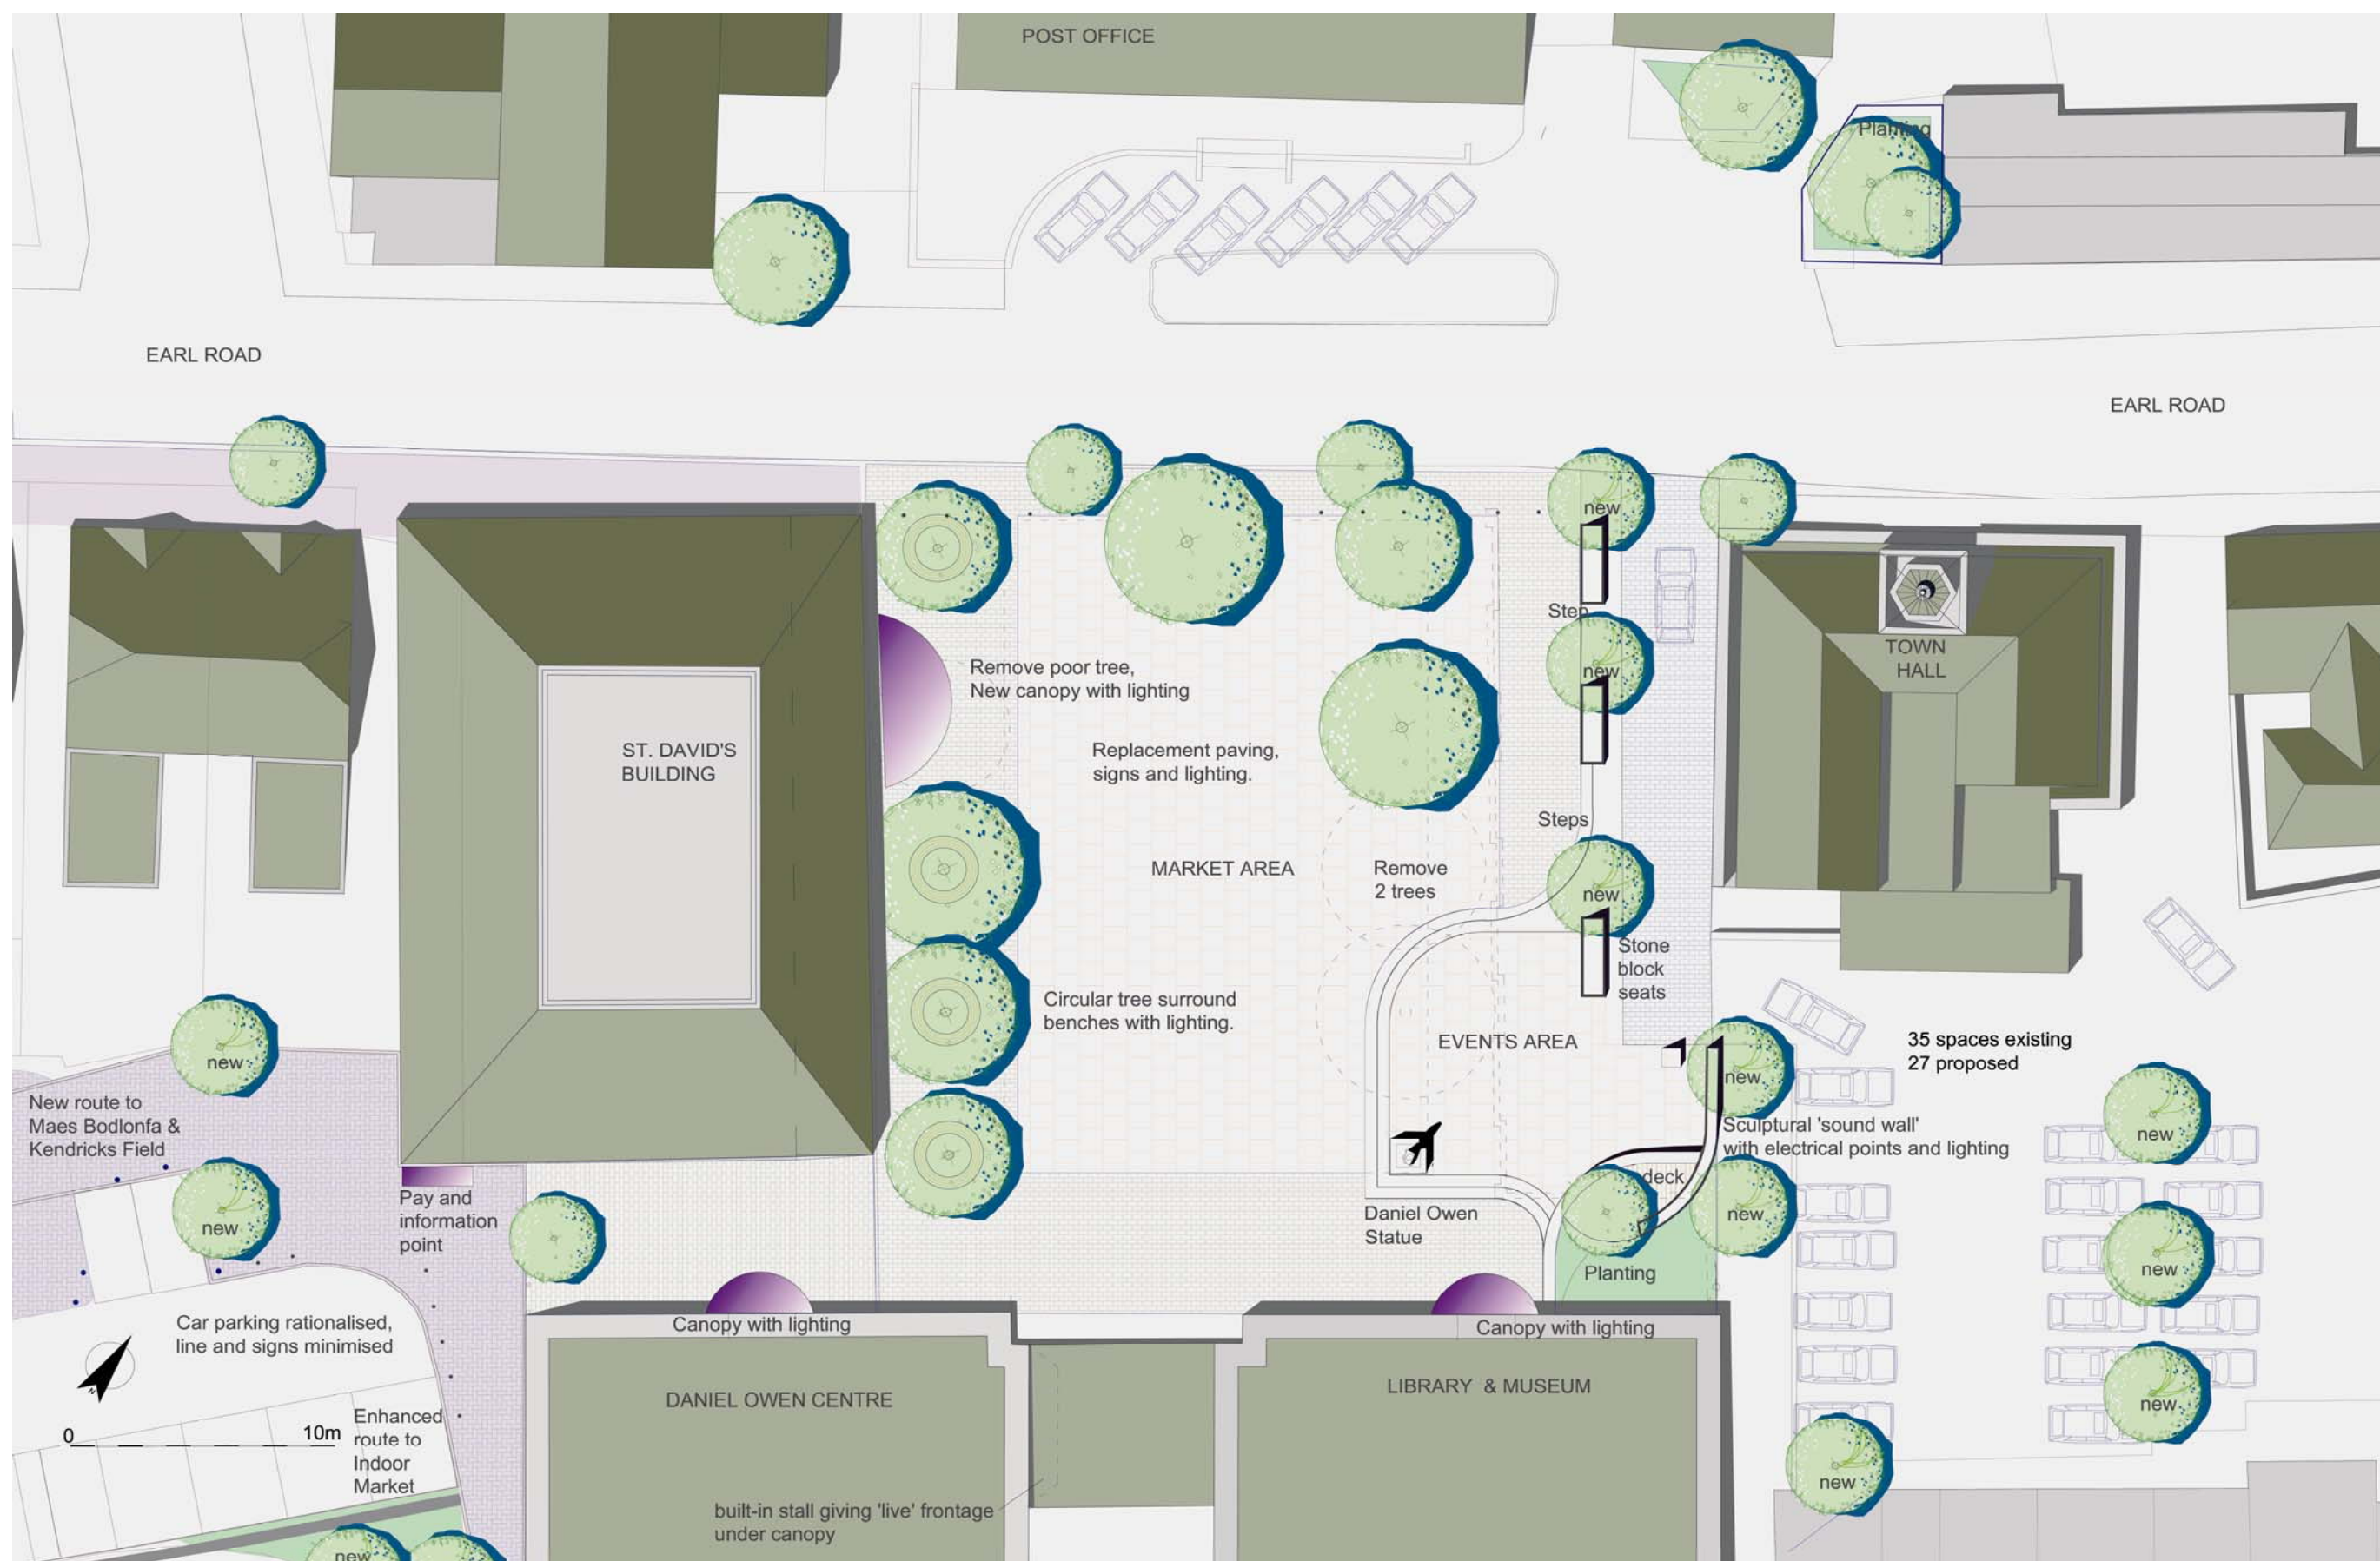 POST OFFICE
Planting
EARL ROAD
EARL ROAD
new
Step
new
TOWN
HALL
Remove poor tree,
New canopy with lighting
ST. DAVID'S
BUILDING
Replacement paving,
signs and lighting.
Steps
MARKET AREA
Remove
2 trees
new
Stone
block
seats
Circular tree surround
benches with lighting.
EVENTS AREA
35 spaces existing
27 proposed
new
new
New route to
Maes Bodlonfa &
Kendricks Field
Sculptural 'sound wall'
with electrical points and lighting
new
deck
Pay and
information
point
new
Daniel Owen
Statue
new
Planting
new
Car parking rationalised,
line and signs minimised
Canopy with lighting
Canopy with lighting
N
DANIEL OWEN CENTRE
LIBRARY & MUSEUM
new
0
10m
Enhanced
route to
Indoor
Market
new
built-in stall giving 'live' frontage
under canopy
new